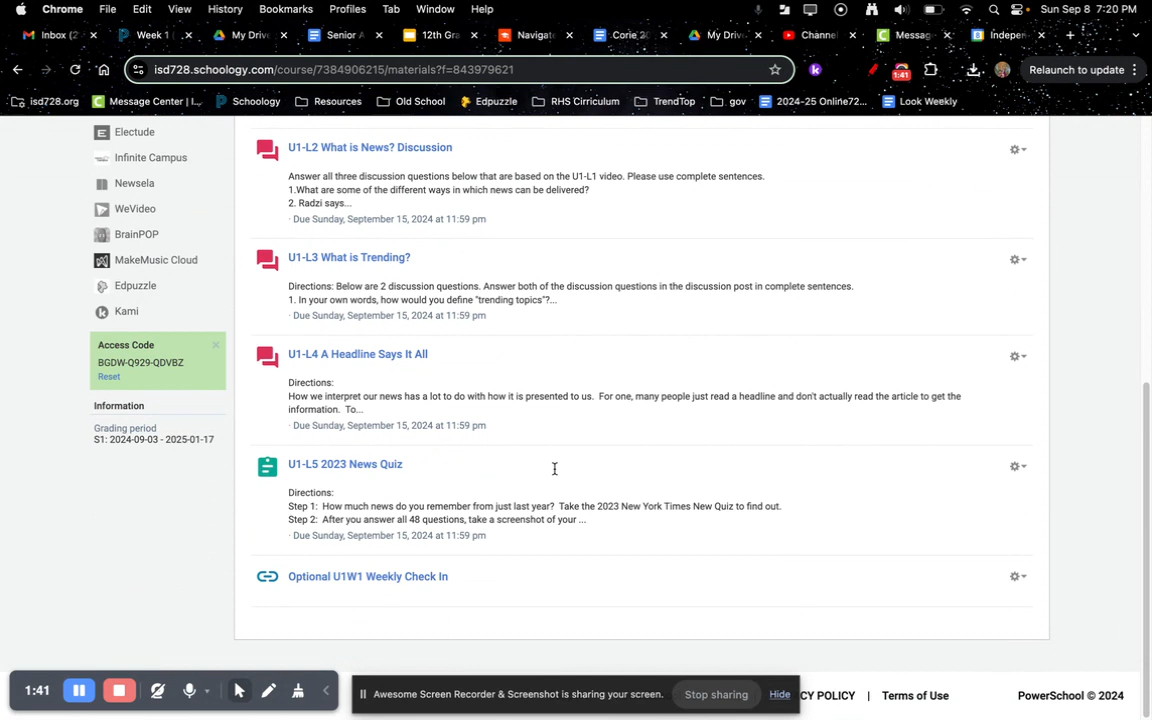 Chrome File Edit View History Bookmarks Profiles Tab Window Help Sun Sep 8 7:20 PM
Inbox (2 Week 1 ( My Drive Senior A 12th Gra Navigat Corie 20 My Drive Channel Messag Indepen
isd728.schoology.com/course/7384906215/materials?f=843979621 1:41 Relaunch to update
isd728.org Message Center | I... Schoology Resources Old School Edpuzzle RHS Cirriculum TrendTop gov 2024-25 Online72... Look Weekly
Electude
Infinite Campus
Newsela
WeVideo
BrainPOP
MakeMusic Cloud
Edpuzzle
Kami
Access Code
BGDW-Q929-QDVBZ
Reset
Information
Grading period
S1: 2024-09-03 - 2025-01-17
U1-L2 What is News? Discussion
Answer all three discussion questions below that are based on the U1-L1 video. Please use complete sentences.
1.What are some of the different ways in which news can be delivered?
2. Radzi says...
· Due Sunday, September 15, 2024 at 11:59 pm
U1-L3 What is Trending?
Directions: Below are 2 discussion questions. Answer both of the discussion questions in the discussion post in complete sentences.
1. In your own words, how would you define "trending topics"?...
· Due Sunday, September 15, 2024 at 11:59 pm
U1-L4 A Headline Says It All
Directions:
How we interpret our news has a lot to do with how it is presented to us. For one, many people just read a headline and don't actually read the article to get the
information. To...
· Due Sunday, September 15, 2024 at 11:59 pm
U1-L5 2023 News Quiz
Directions:
Step 1: How much news do you remember from just last year? Take the 2023 New York Times New Quiz to find out.
Step 2: After you answer all 48 questions, take a screenshot of your ...
· Due Sunday, September 15, 2024 at 11:59 pm
Optional U1W1 Weekly Check In
1:41
Awesome Screen Recorder & Screenshot is sharing your screen. Stop sharing Hide
CY POLICY | Terms of Use PowerSchool © 2024